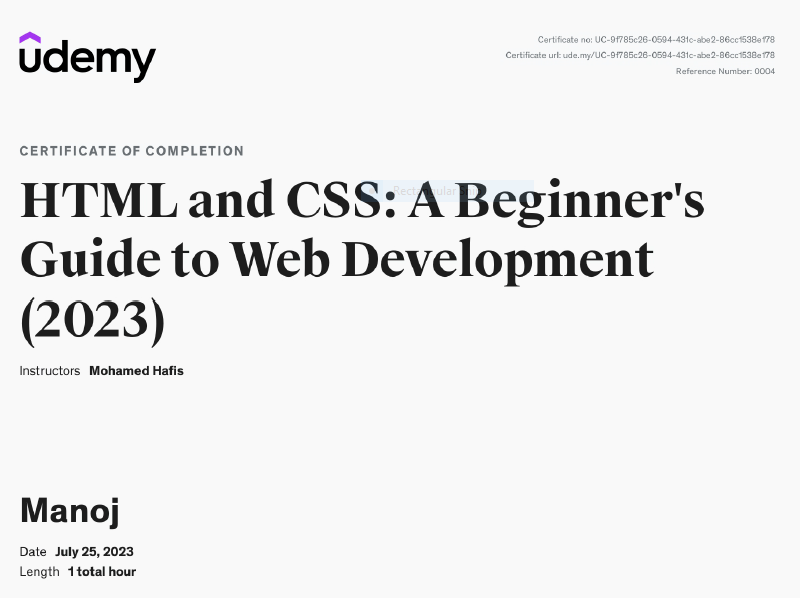 udemy
Certificate no: UC-9f785c26-0594-431c-abe2-86cc1538e178
Certificate url: ude.my/UC-9f785c26-0594-431c-abe2-86cc1538e178
Reference Number: 0004
CERTIFICATE OF COMPLETION
HTML and CSS: A Beginner's
Guide to Web Development
(2023)
Instructors Mohamed Hafis
Manoj
Date July 25, 2023
Length 1 total hour